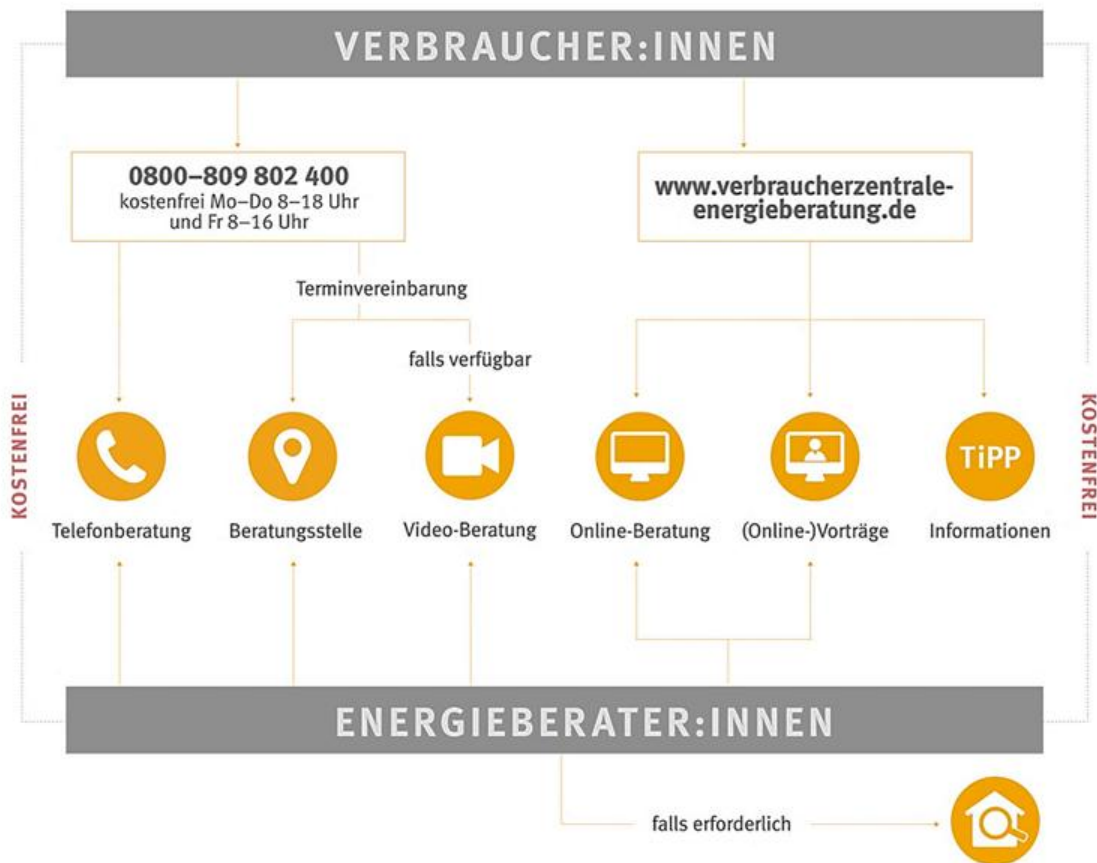 VERBRAUCHER:INNEN
0800–809 802 400
kostenfrei Mo–Do 8–18 Uhr
und Fr 8–16 Uhr
www.verbraucherzentrale-
energieberatung.de
Terminvereinbarung
falls verfügbar
KOSTENFREI
KOSTENFREI
TiPP
Telefonberatung
Beratungsstelle
Video-Beratung
Online-Beratung
(Online-)Vorträge
Informationen
ENERGIEBERATER:INNEN
falls erforderlich